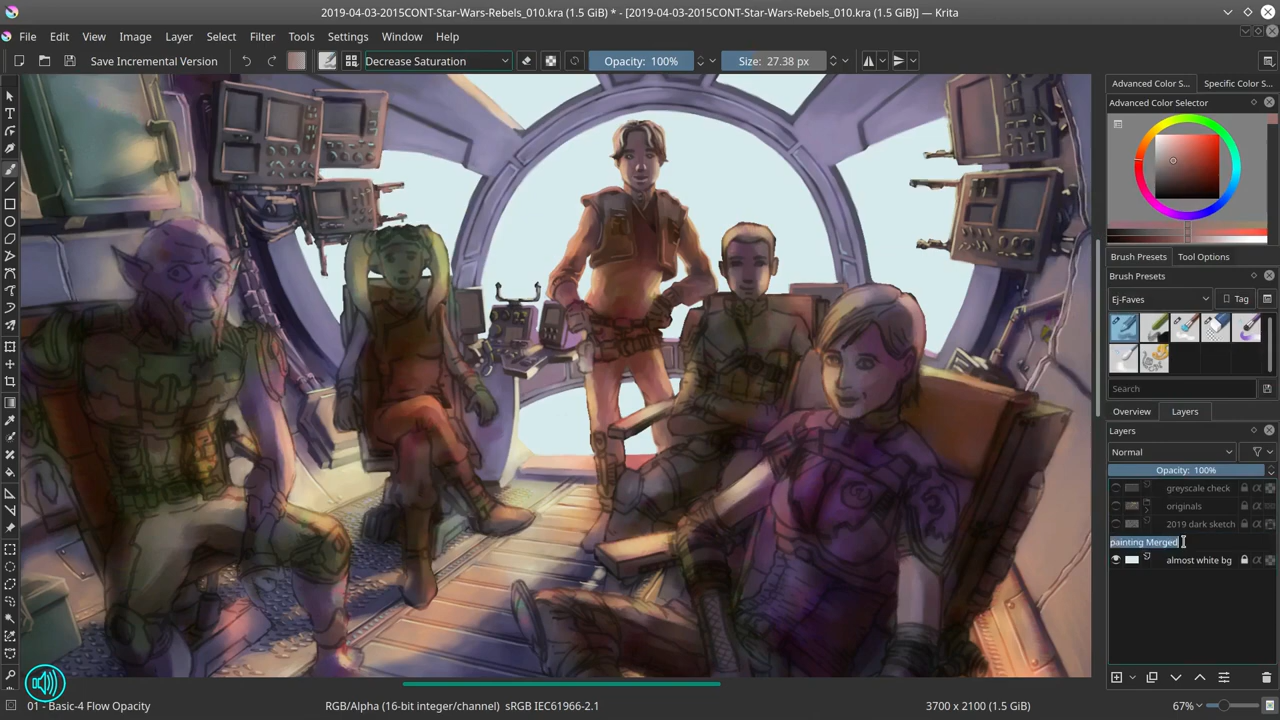 2019-04-03-2015CONT-Star-Wars-Rebels_010.kra (1.5 GiB) * - [2019-04-03-2015CONT-Star-Wars-Rebels_010.kra (1.5 GiB)] — Krita
File Edit View Image Layer Select Filter Tools Settings Window Help
Save Incremental Version Decrease Saturation Opacity: 100% Size: 27.38 px
Advanced Color S... Specific Color S...
Advanced Color Selector
Brush Presets Tool Options
Brush Presets
Ej-Faves Tag
Search
Overview Layers
Layers
Normal
Opacity: 100%
greyscale check
originals
2019 dark sketch
painting Merged
almost white bg
01 - Basic-4 Flow Opacity RGB/Alpha (16-bit integer/channel) sRGB IEC61966-2.1 3700 x 2100 (1.5 GiB) 67%